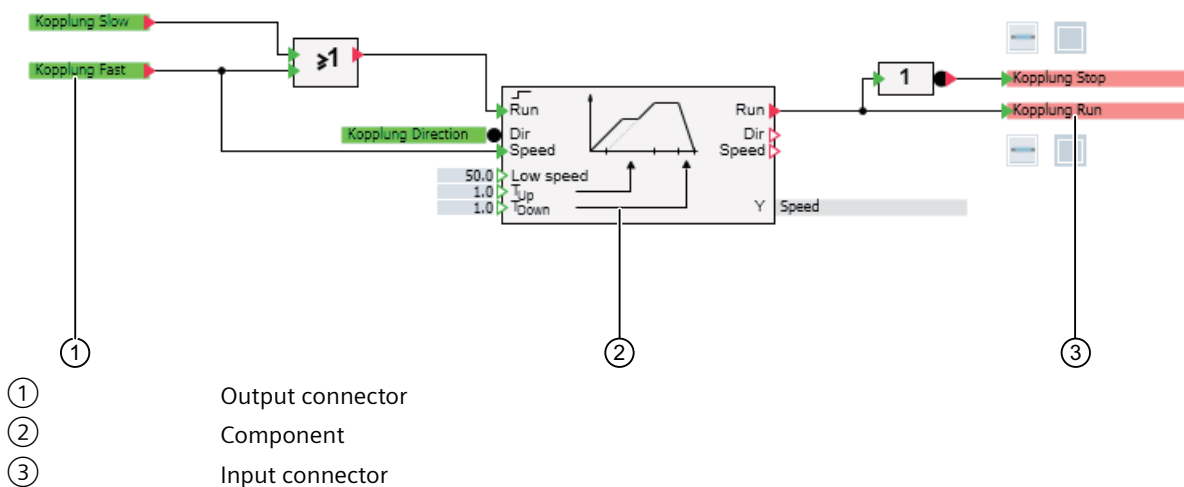 Kopplung Slow
Kopplung Fast
≥1
1
Kopplung Stop
Kopplung Run
Run
Run
Kopplung Direction
Dir
Dir
Speed
Speed
50.0 Low speed
1.0 TUp
1.0 TDown
Y Speed
1
2
3
1 Output connector
2 Component
3 Input connector